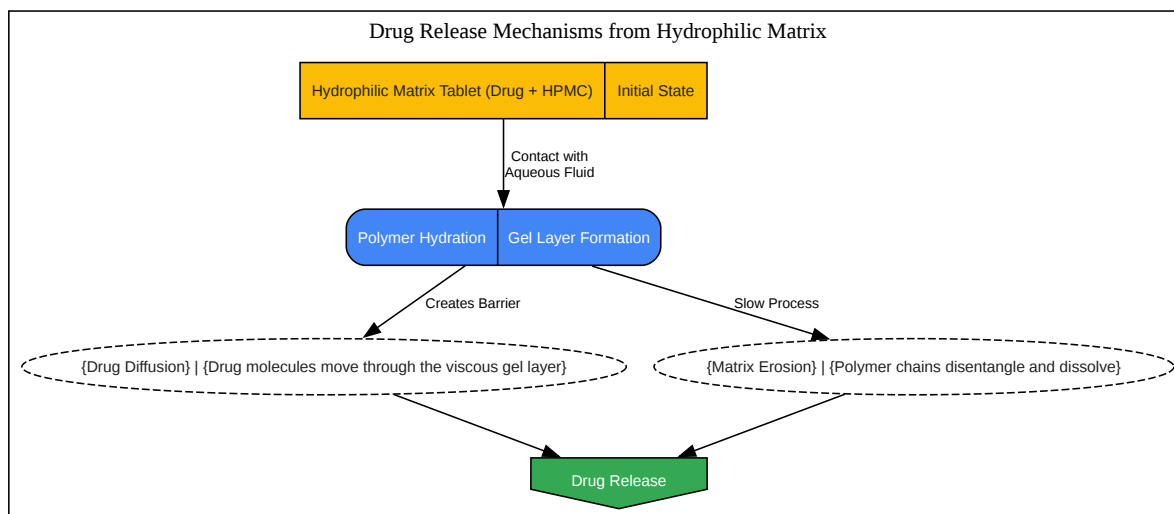 Drug Release Mechanisms from Hydrophilic Matrix
Hydrophilic Matrix Tablet (Drug + HPMC)
Initial State
Contact with
Aqueous Fluid
Polymer Hydration
Gel Layer Formation
Creates Barrier
Slow Process
{Drug Diffusion} | {Drug molecules move through the viscous gel layer}
{Matrix Erosion} | {Polymer chains disentangle and dissolve}
Drug Release